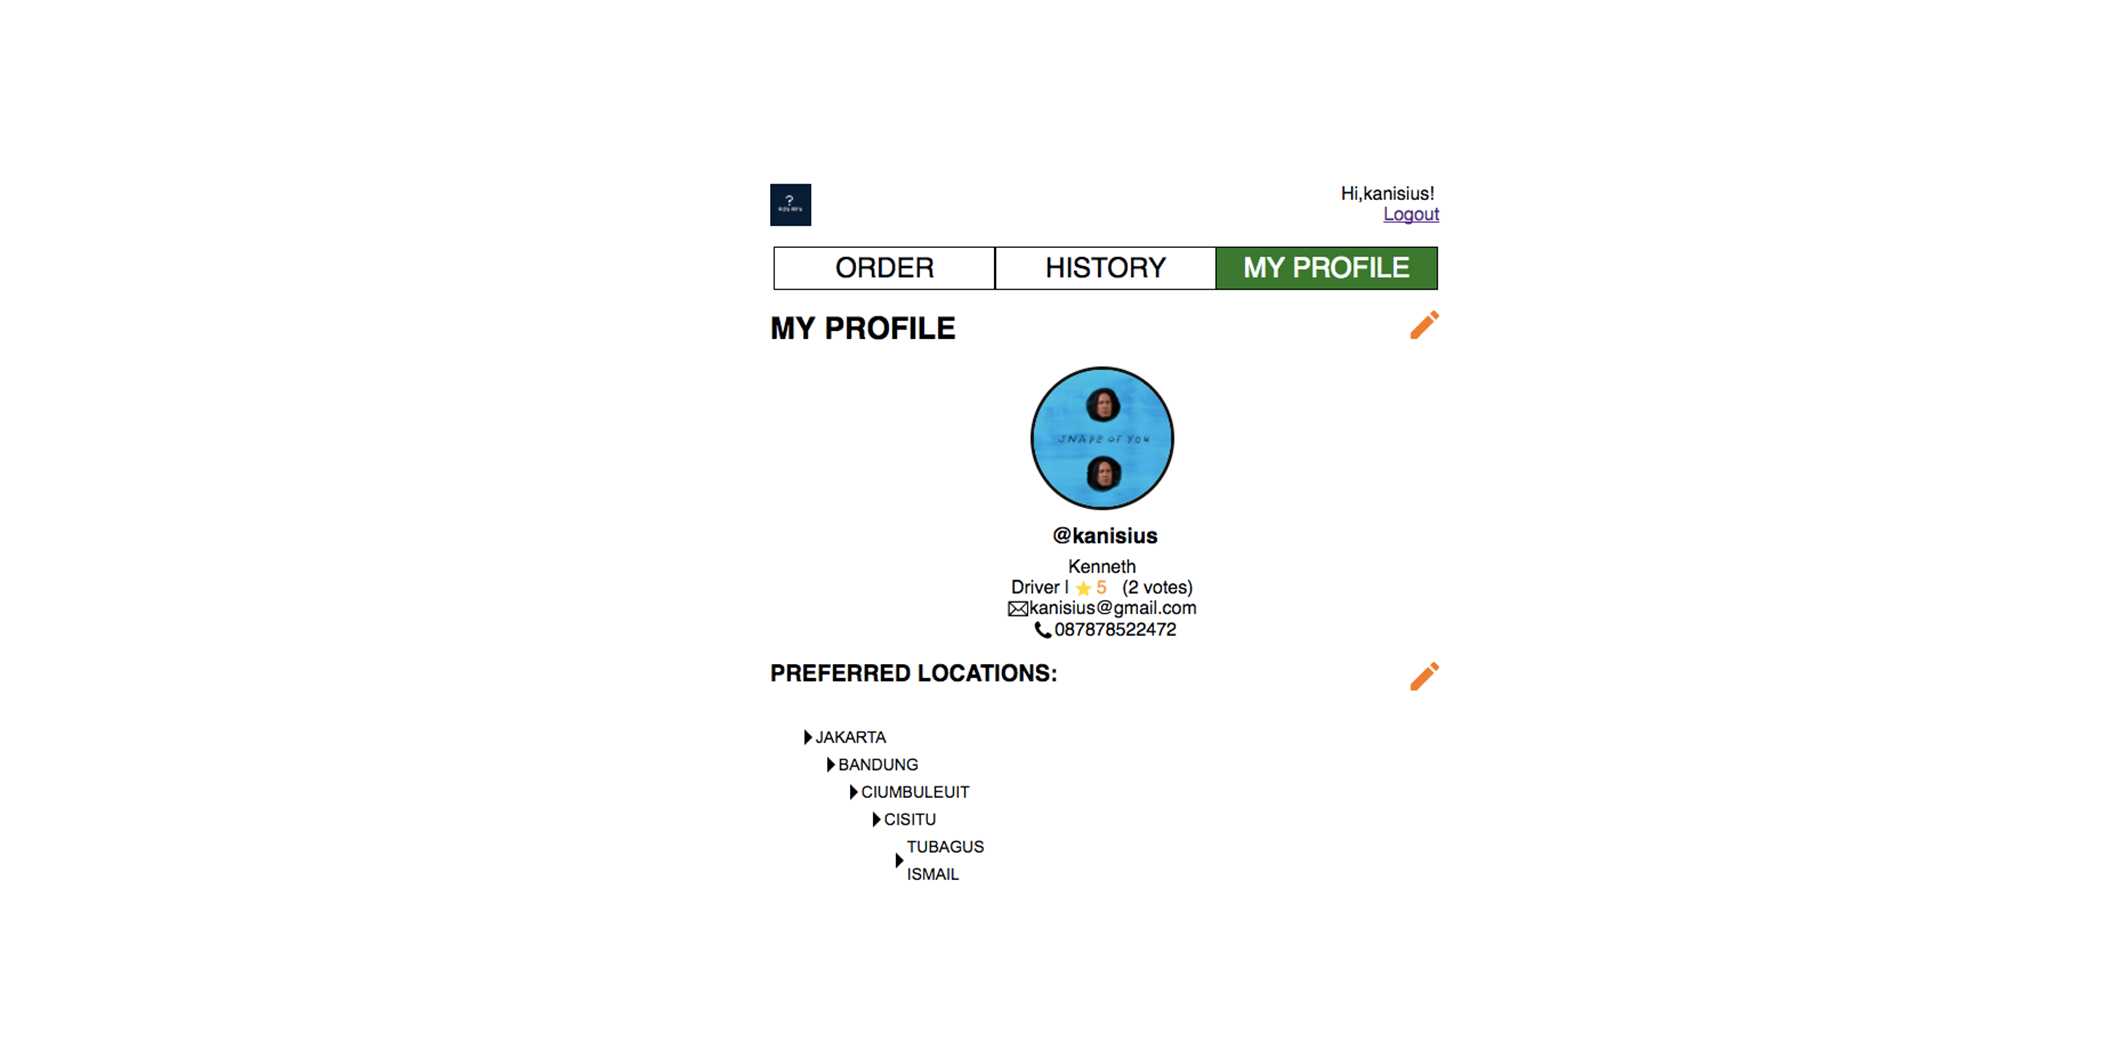 ?
Hi,kanisius!
Logout
ORDER
HISTORY
MY PROFILE
MY PROFILE
SNAPE OF YOU
@kanisius
Kenneth
Driver | ⭐ 5 (2 votes)
kanisius@gmail.com
087878522472
PREFERRED LOCATIONS:
JAKARTA
BANDUNG
CIUMBULEUIT
CISITU
TUBAGUS
ISMAIL